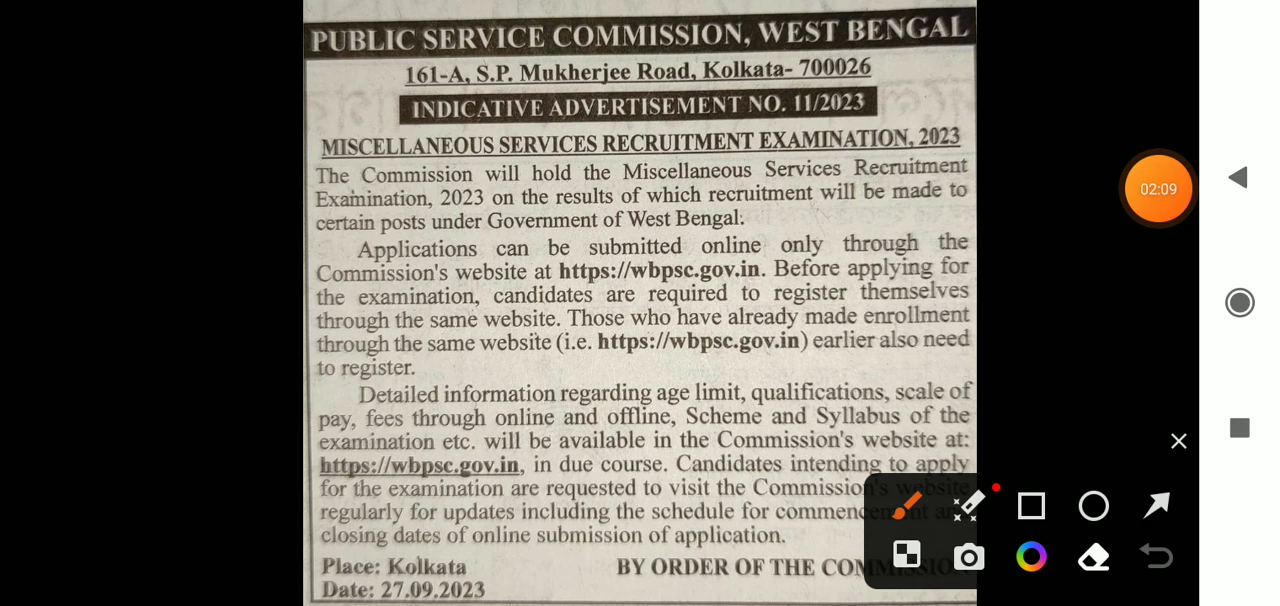 PUBLIC SERVICE COMMISSION, WEST BENGAL
161-A, S.P. Mukherjee Road, Kolkata- 700026
INDICATIVE ADVERTISEMENT NO. 11/2023
MISCELLANEOUS SERVICES RECRUITMENT EXAMINATION, 2023
The Commission will hold the Miscellaneous Services Recruitment
Examination, 2023 on the results of which recruitment will be made to
certain posts under Government of West Bengal:
02:09
Applications can be submitted online only through the
Commission's website at https://wbpsc.gov.in. Before applying for
the examination, candidates are required to register themselves
through the same website. Those who have already made enrollment
through the same website (i.e. https://wbpsc.gov.in) earlier also need
to register.
Detailed information regarding age limit, qualifications, scale of
pay, fees through online and offline, Scheme and Syllabus of the
examination etc. will be available in the Commission's website at:
https://wbpsc.gov.in, in due course. Candidates intending to apply
for the examination are requested to visit the Commission's website
regularly for updates including the schedule for commencement and
closing dates of online submission of application.
Place: Kolkata BY ORDER OF THE COMMISSION
Date: 27.09.2023